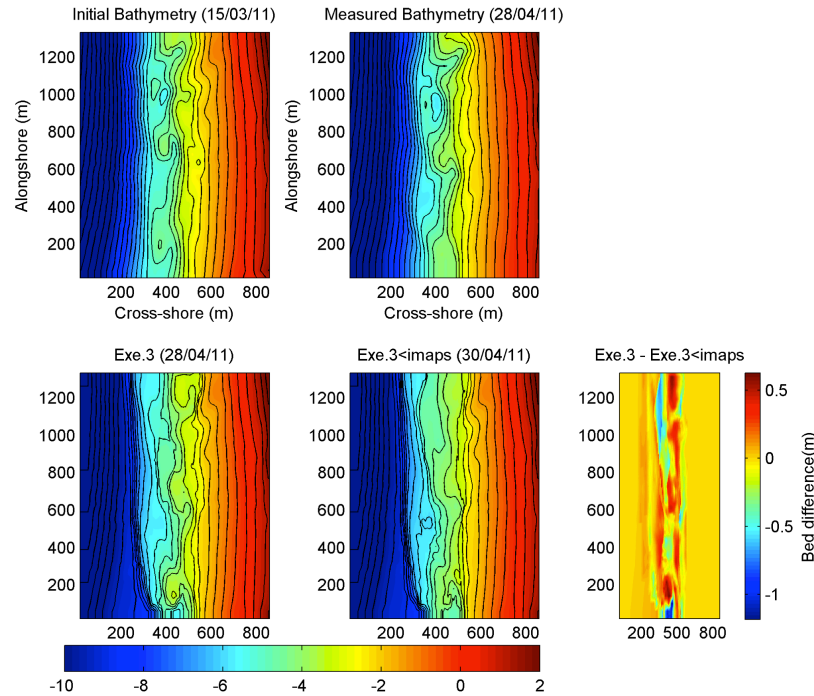 Initial Bathymetry (15/03/11)
Measured Bathymetry (28/04/11)
Alongshore (m)
1200
1000
800
600
400
200
200 400 600 800
Cross-shore (m)
Alongshore (m)
1200
1000
800
600
400
200
200 400 600 800
Cross-shore (m)
Exe.3 (28/04/11)
Exe.3<imaps (30/04/11)
Exe.3 - Exe.3<imaps
1200
1000
800
600
400
200
200 400 600 800
1200
1000
800
600
400
200
200 400 600 800
1200
1000
800
600
400
200
200 500 800
0.5
0
-0.5
-1
Bed difference(m)
-10 -8 -6 -4 -2 0 2